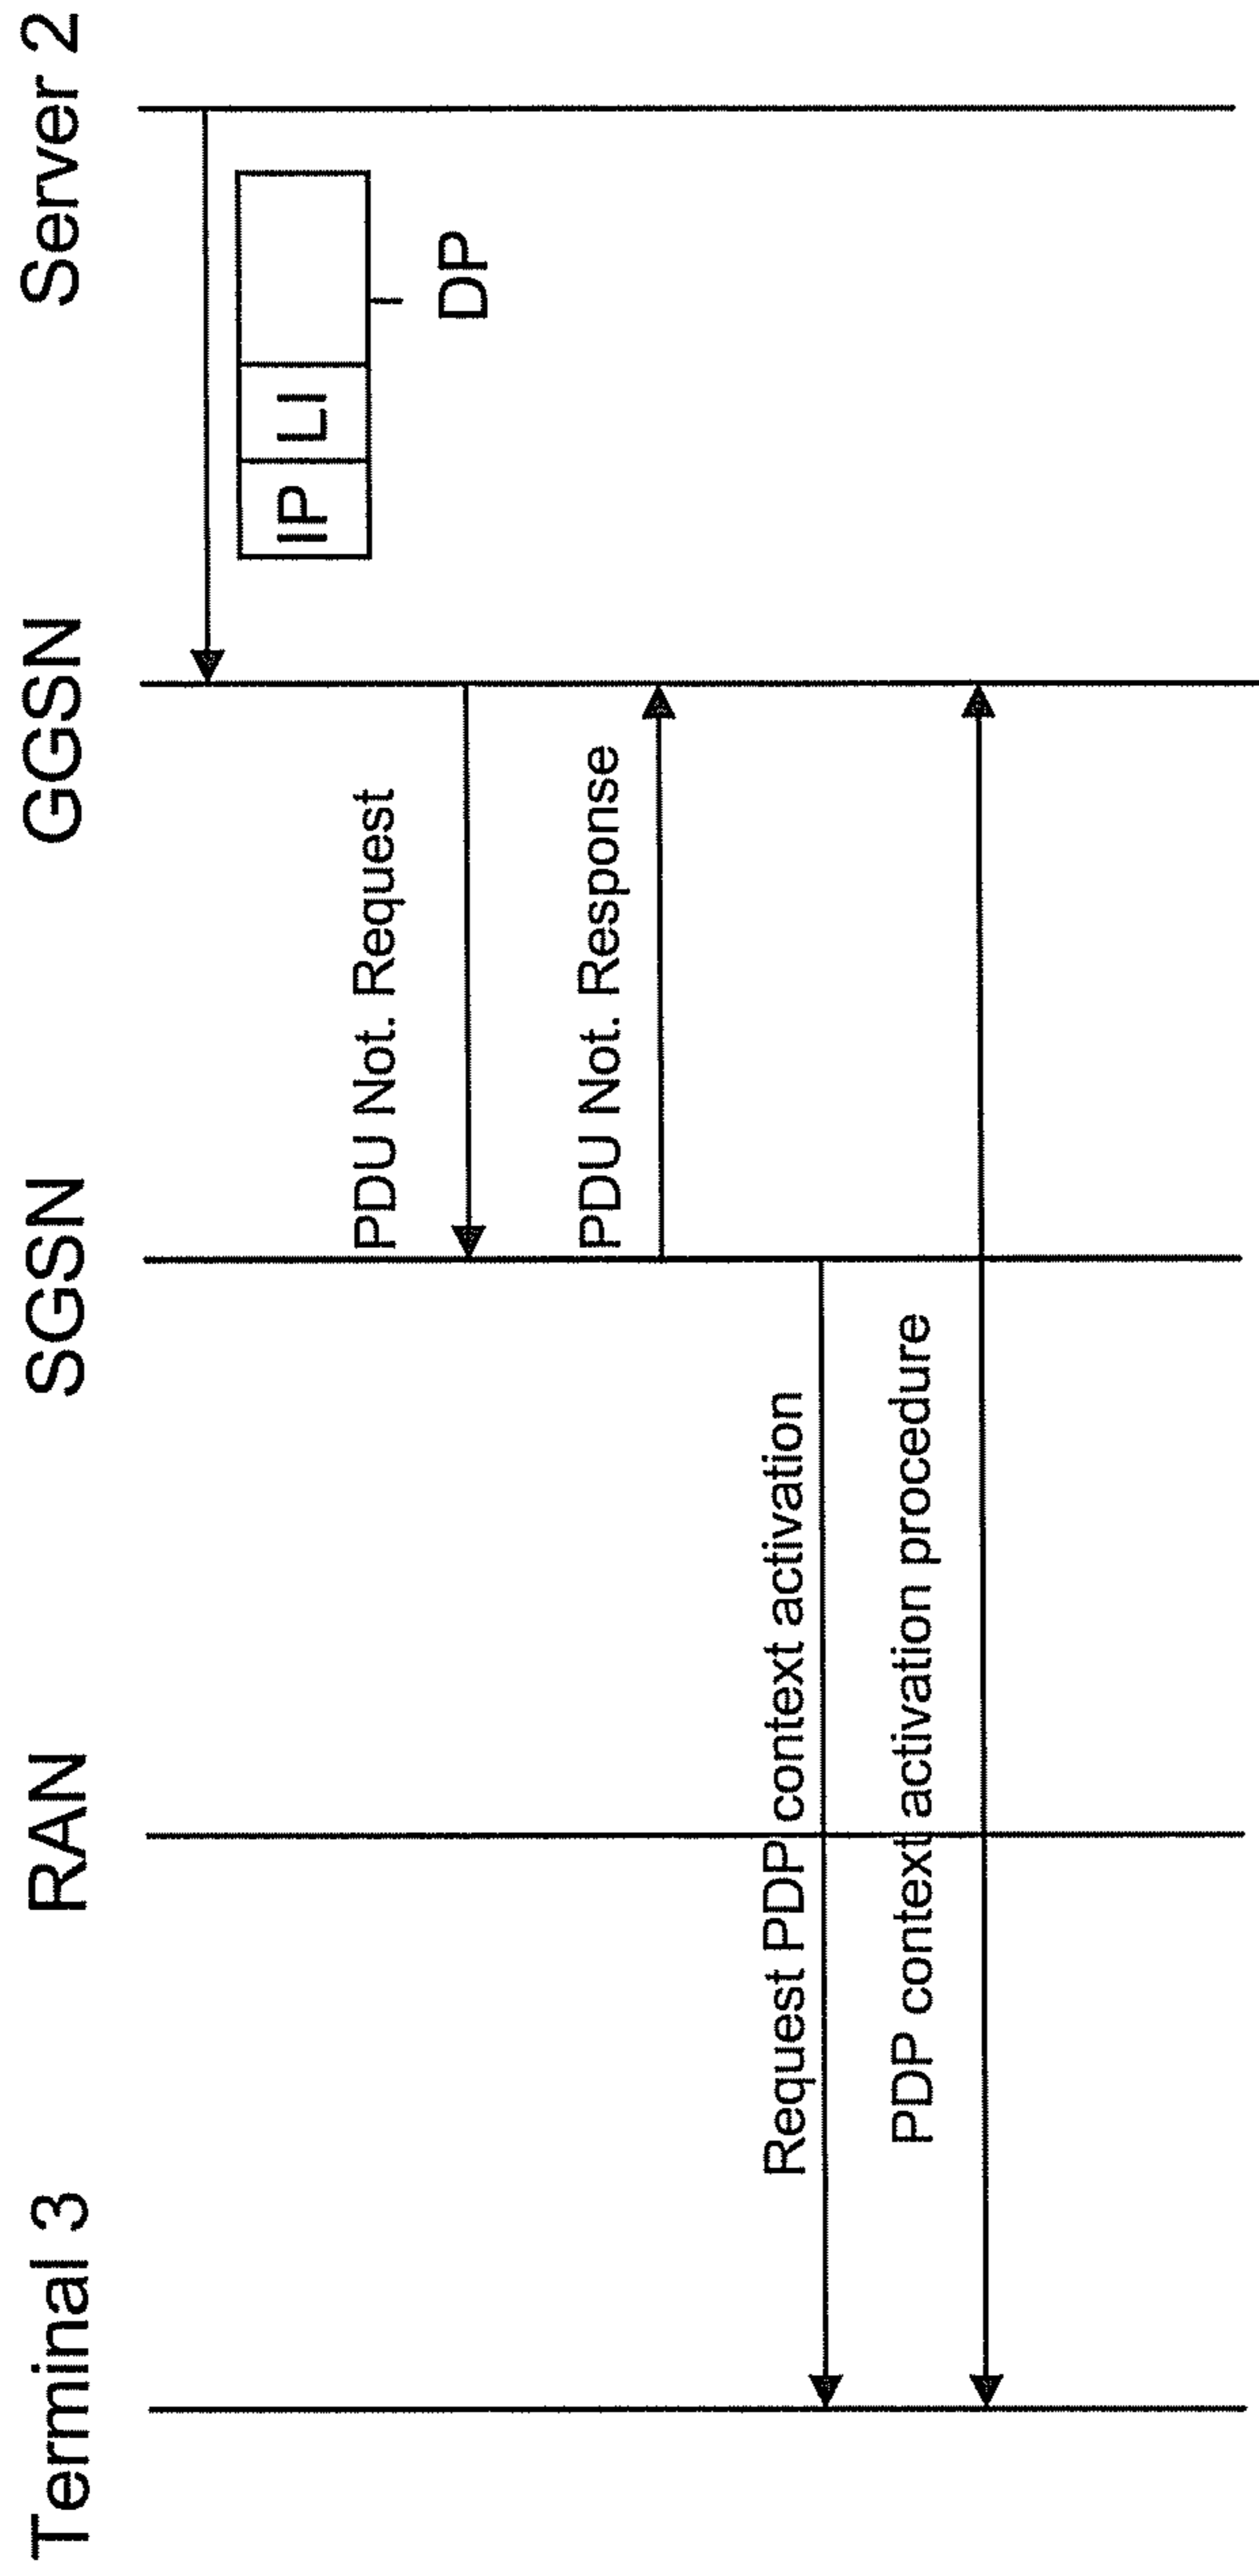 Terminal 3
RAN
SGSN
GGSN
Server 2
IP
LI
DP
PDU Not. Request
PDU Not. Response
Request PDP context activation
PDP context activation procedure